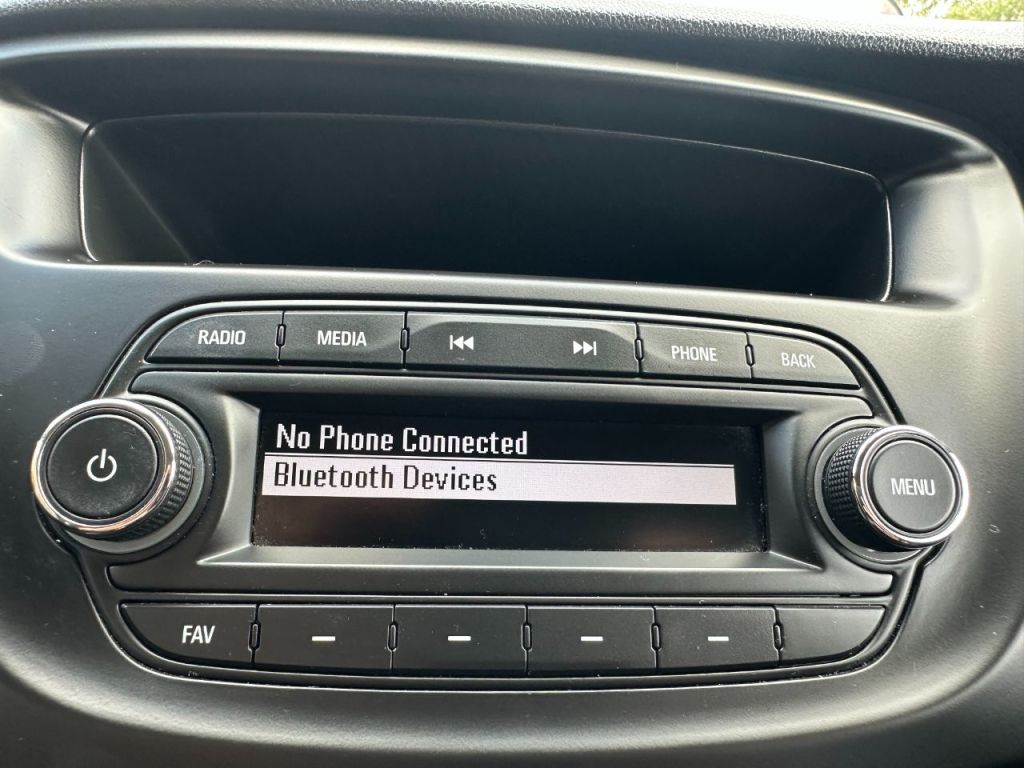 RADIO MEDIA PHONE BACK
No Phone Connected
Bluetooth Devices
MENU
FAV